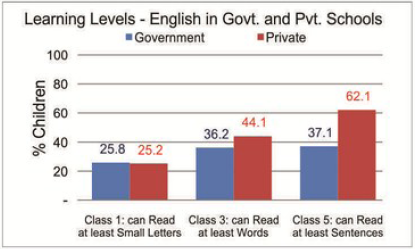 Learning Levels - English in Govt. and Pvt. Schools
Government Private
% Children
100
80
60
40
20
-
25.8 25.2
36.2 44.1
37.1 62.1
Class 1: can Read
at least Small Letters
Class 3: can Read
at least Words
Class 5: can Read
at least Sentences